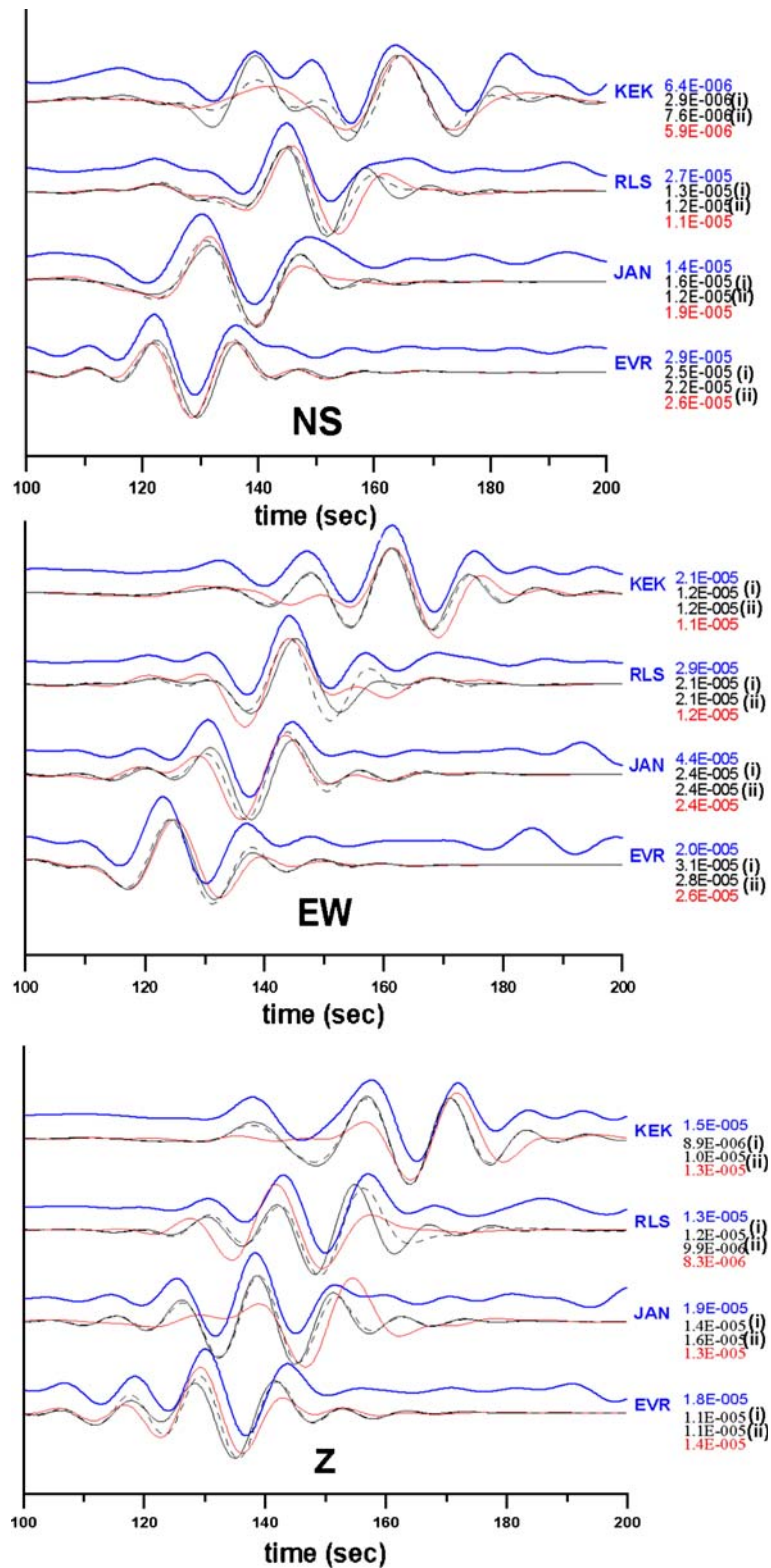 KEK
6.4E-006
2.9E-006(i)
7.6E-006(ii)
5.9E-006
RLS
2.7E-005
1.3E-005(i)
1.2E-005(ii)
1.1E-005
JAN
1.4E-005
1.6E-005(i)
1.2E-005(ii)
1.9E-005
EVR
2.9E-005
2.5E-005(i)
2.2E-005(ii)
2.6E-005
NS
100 120 140 160 180 200
time (sec)
KEK
2.1E-005
1.2E-005(i)
1.2E-005(ii)
1.1E-005
RLS
2.9E-005
2.1E-005(i)
2.1E-005(ii)
1.2E-005
JAN
4.4E-005
2.4E-005(i)
2.4E-005(ii)
2.4E-005
EVR
2.0E-005
3.1E-005(i)
2.8E-005(ii)
2.6E-005
EW
100 120 140 160 180 200
time (sec)
KEK
1.5E-005
8.9E-006(i)
1.0E-005(ii)
1.3E-005
RLS
1.3E-005
1.2E-005(i)
9.9E-006(ii)
8.3E-006
JAN
1.9E-005
1.4E-005(i)
1.6E-005(ii)
1.3E-005
EVR
1.8E-005
1.1E-005(i)
1.1E-005(ii)
1.4E-005
Z
100 120 140 160 180 200
time (sec)